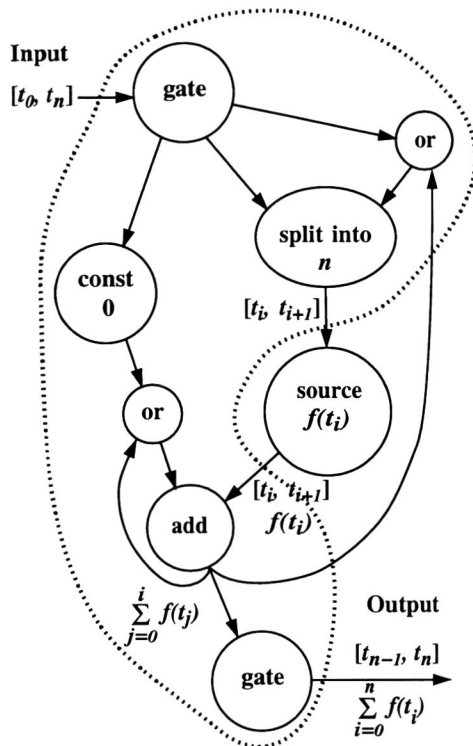 Input
[t₀, tₙ]
gate
or
split into
n
const
0
[tᵢ, tᵢ₊₁]
source
f(tᵢ)
or
[tᵢ, tᵢ₊₁]
f(tᵢ)
add
i
∑ f(tⱼ)
j=0
Output
gate
[tₙ₋₁, tₙ]
n
∑ f(tᵢ)
i=0